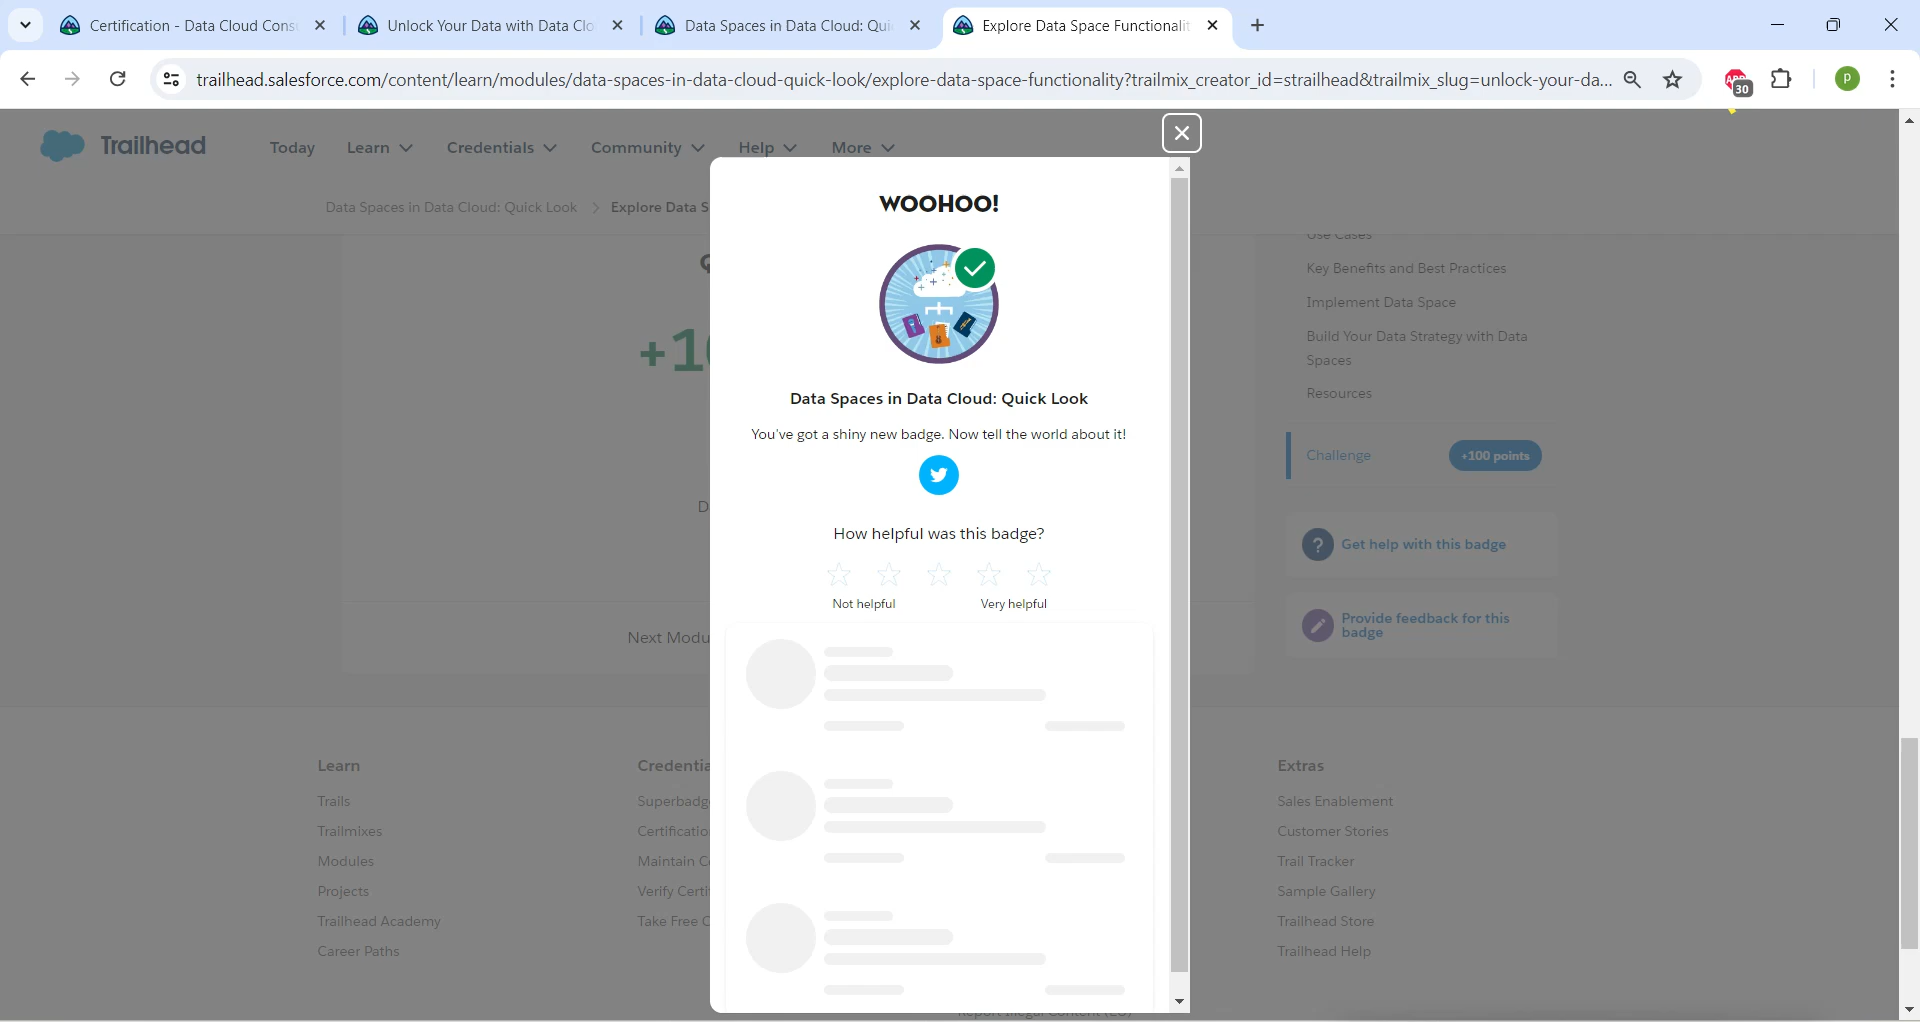 Certification - Data Cloud Cons
Unlock Your Data with Data Clo
Data Spaces in Data Cloud: Qui
Explore Data Space Functionalit
trailhead.salesforce.com/content/learn/modules/data-spaces-in-data-cloud-quick-look/explore-data-space-functionality?trailmix_creator_id=strailhead&trailmix_slug=unlock-your-da...
30
P
Trailhead
Today
Learn
Credentials
Community
Help
More
Data Spaces in Data Cloud: Quick Look
Explore Data S
WOOHOO!
Data Spaces in Data Cloud: Quick Look
You've got a shiny new badge. Now tell the world about it!
How helpful was this badge?
Not helpful
Very helpful
Next Modu
Use Cases
Key Benefits and Best Practices
Implement Data Space
Build Your Data Strategy with Data
Spaces
Resources
Challenge
+100 points
? Get help with this badge
Provide feedback for this
badge
Learn
Trails
Trailmixes
Modules
Projects
Trailhead Academy
Career Paths
Credentia
Superbadg
Certificatio
Maintain C
Verify Certi
Take Free C
Extras
Sales Enablement
Customer Stories
Trail Tracker
Sample Gallery
Trailhead Store
Trailhead Help